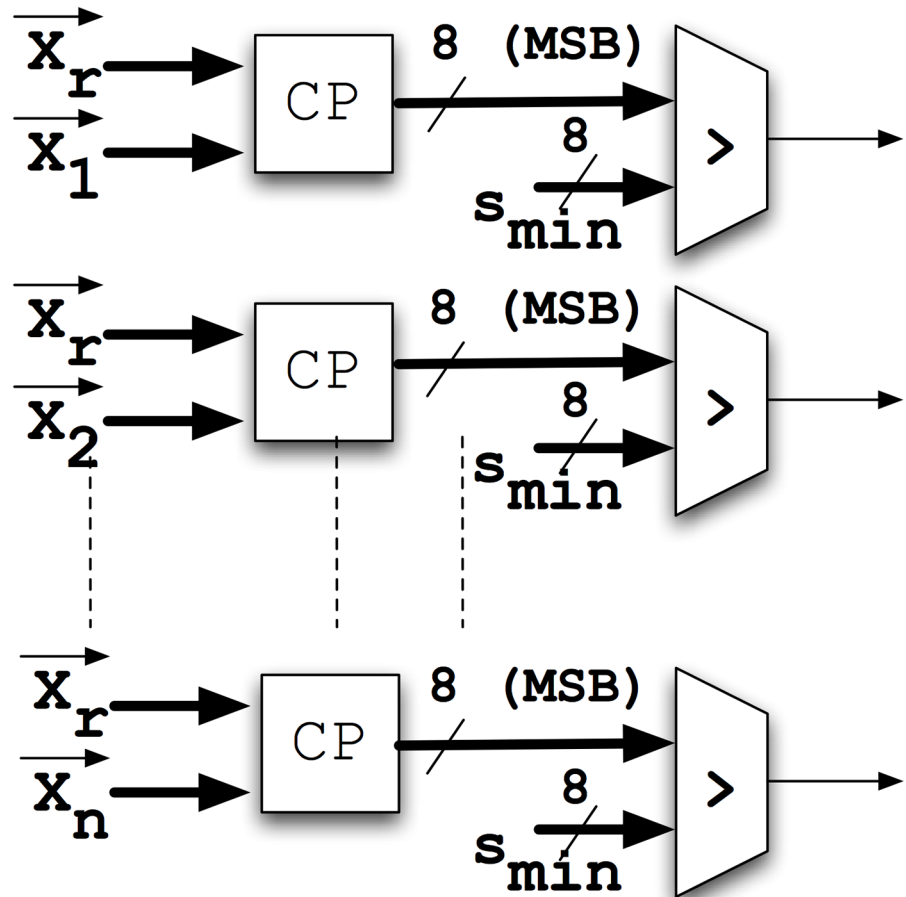 x_r
8 (MSB)
CP
>
x_1
8
s_min
x_r
8 (MSB)
CP
>
x_2
8
s_min
x_r
8 (MSB)
CP
>
x_n
8
s_min